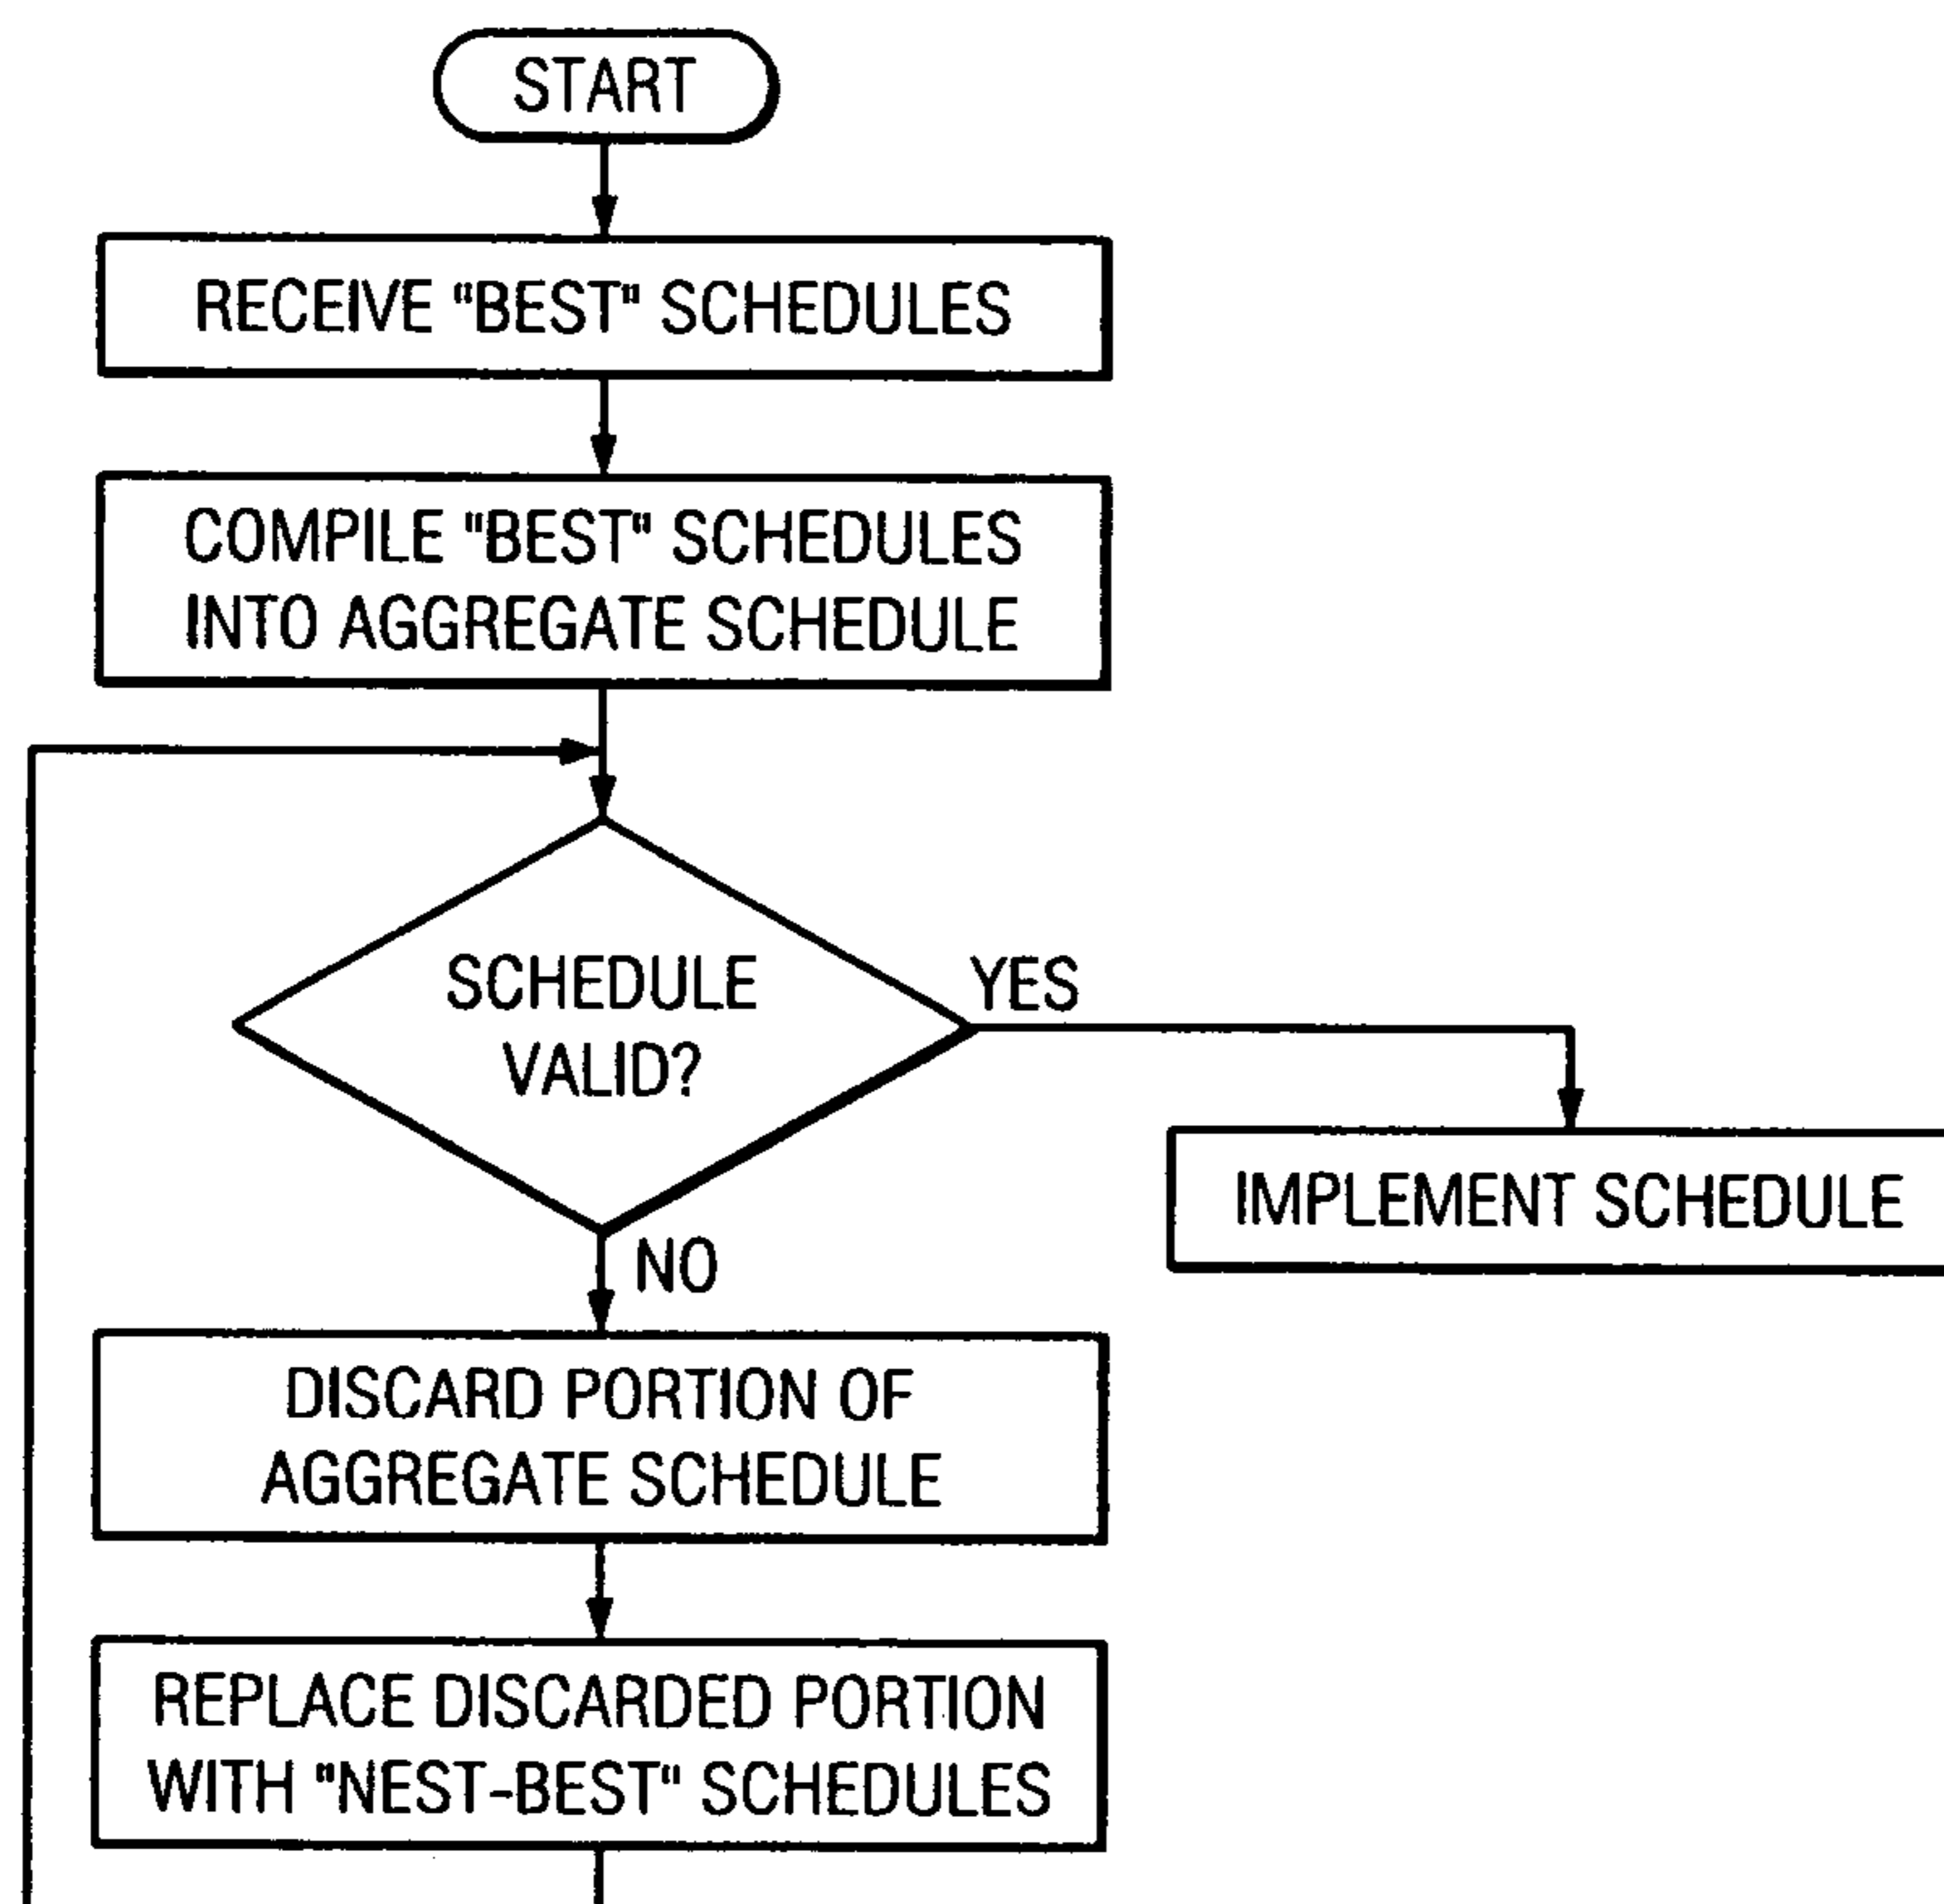 START
RECEIVE "BEST" SCHEDULES
COMPILE "BEST" SCHEDULES
INTO AGGREGATE SCHEDULE
SCHEDULE
VALID?
YES
IMPLEMENT SCHEDULE
NO
DISCARD PORTION OF
AGGREGATE SCHEDULE
REPLACE DISCARDED PORTION
WITH "NEST-BEST" SCHEDULES